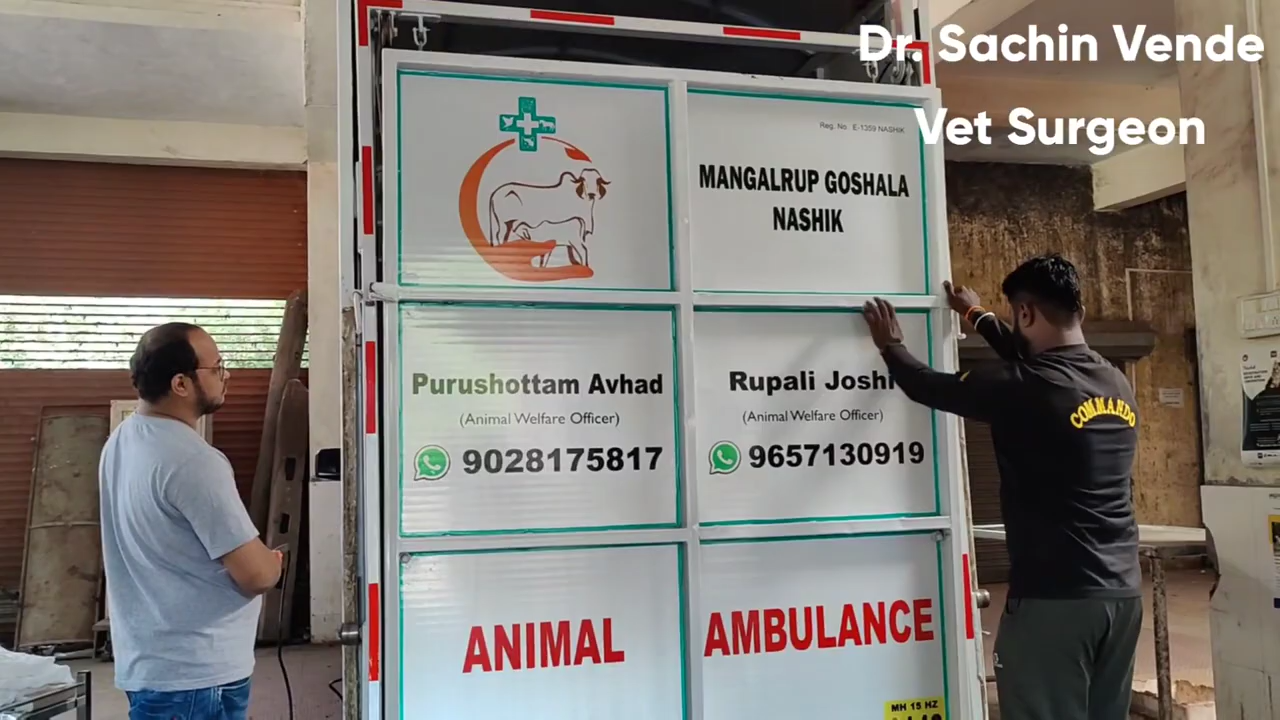 Dr. Sachin Vende
Vet Surgeon
Reg. No. E-1359 NASHIK
MANGALRUP GOSHALA
NASHIK
Purushottam Avhad
(Animal Welfare Officer)
9028175817
Rupali Joshi
(Animal Welfare Officer)
9657130919
COMMANDO
ANIMAL
AMBULANCE
MH 15 HZ